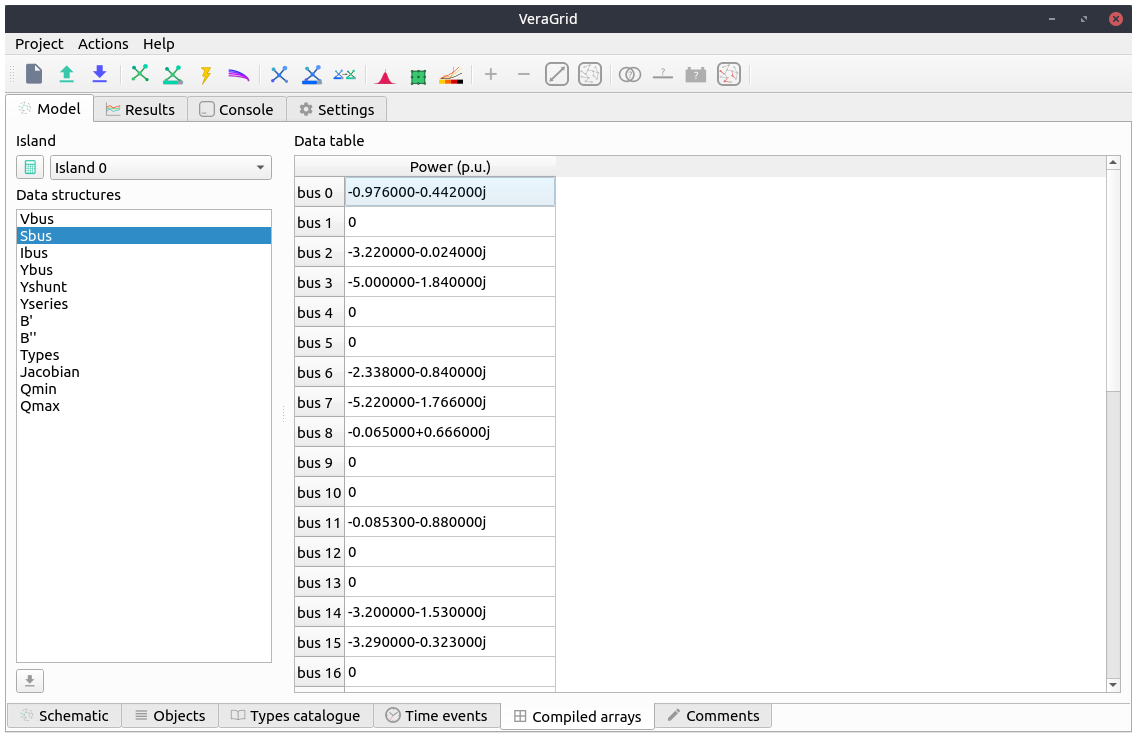 VeraGrid
Project Actions Help
Model Results Console Settings
Island
Island 0
Data structures
Vbus
Sbus
Ibus
Ybus
Yshunt
Yseries
B'
B''
Types
Jacobian
Qmin
Qmax
Data table
Power (p.u.)
bus 0 -0.976000-0.442000j
bus 1 0
bus 2 -3.220000-0.024000j
bus 3 -5.000000-1.840000j
bus 4 0
bus 5 0
bus 6 -2.338000-0.840000j
bus 7 -5.220000-1.766000j
bus 8 -0.065000+0.666000j
bus 9 0
bus 10 0
bus 11 -0.085300-0.880000j
bus 12 0
bus 13 0
bus 14 -3.200000-1.530000j
bus 15 -3.290000-0.323000j
bus 16 0
Schematic Objects Types catalogue Time events Compiled arrays Comments